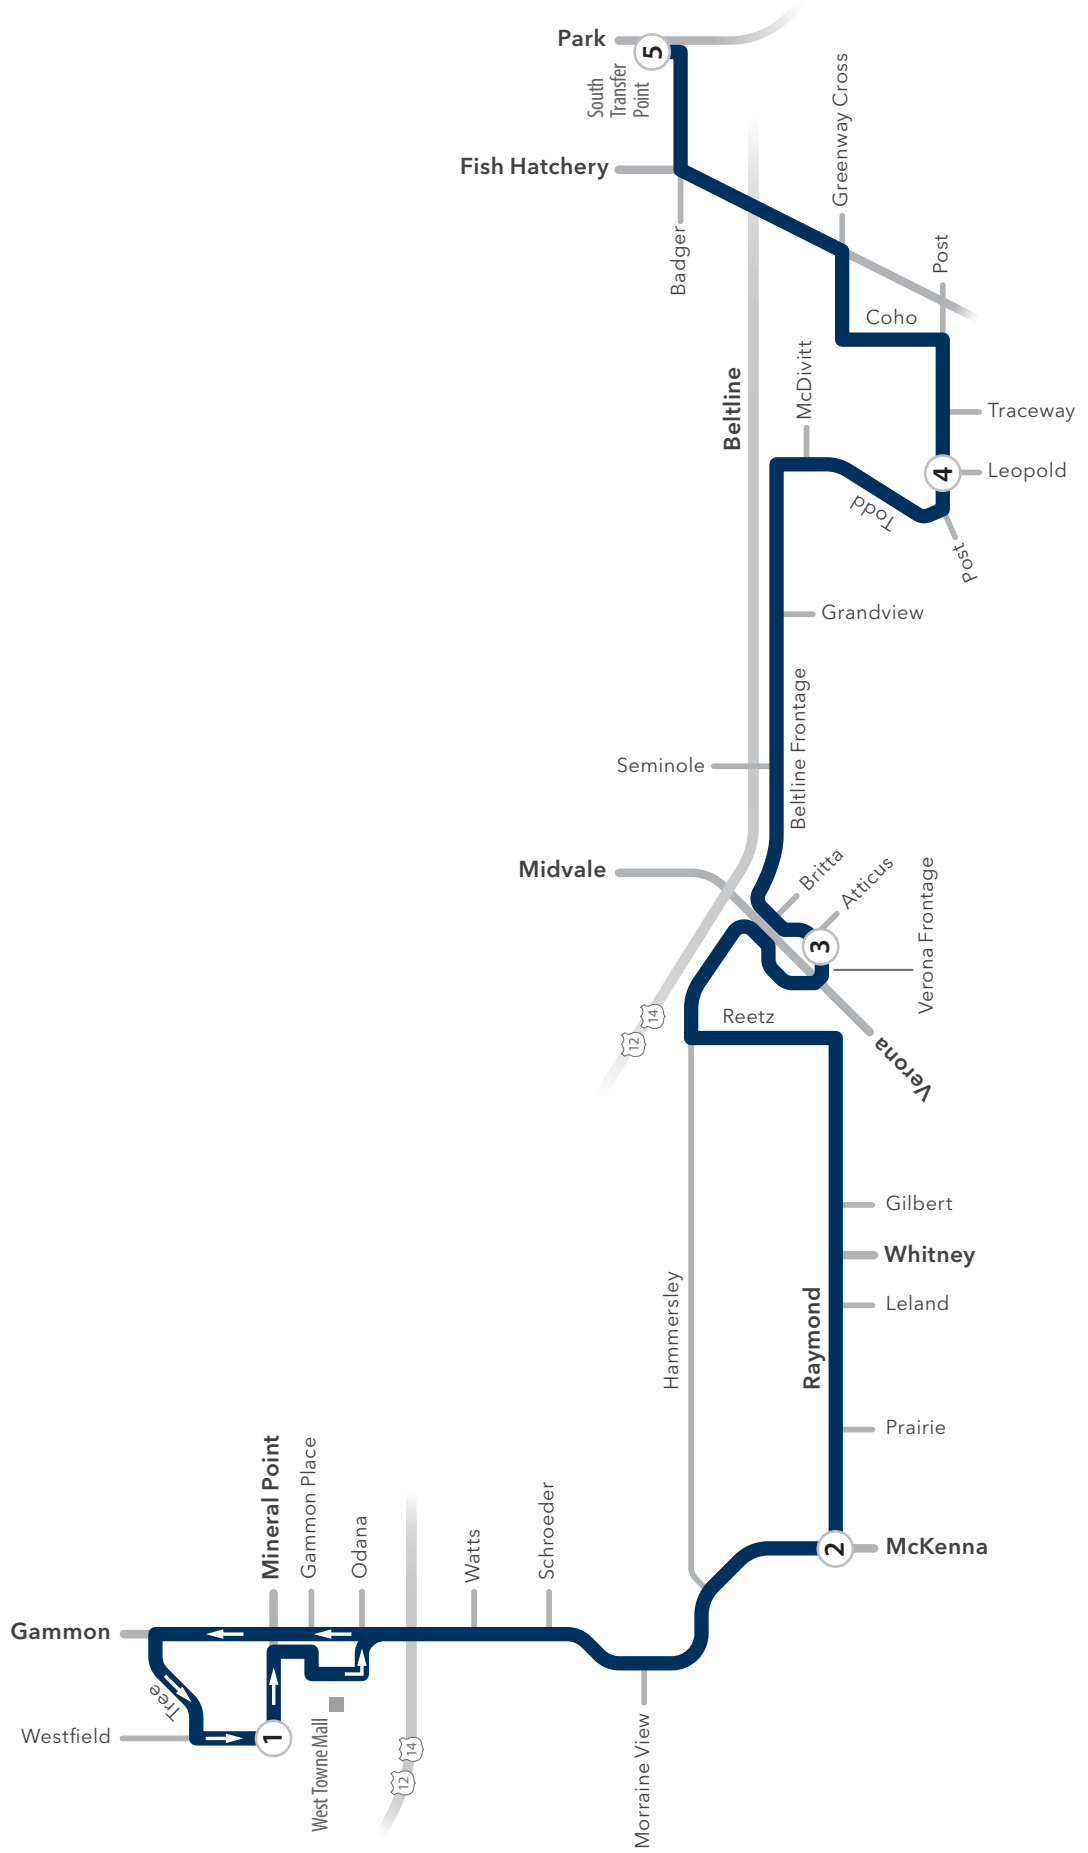 Park
5
South
Transfer
Point
Fish Hatchery
Greenway Cross
Badger
Post
Coho
McDivitt
Beltline
Traceway
4
Leopold
Todd
Post
Grandview
Beltline Frontage
Seminole
Midvale
Britta
Atticus
Verona Frontage
3
14
12
Reetz
Verona
Gilbert
Whitney
Leland
Hammersley
Raymond
Prairie
2
McKenna
Mineral Point
Gammon Place
Odana
Watts
Schroeder
Gammon
Tree
Westfield
1
West Towne Mall
14
12
Morraine View